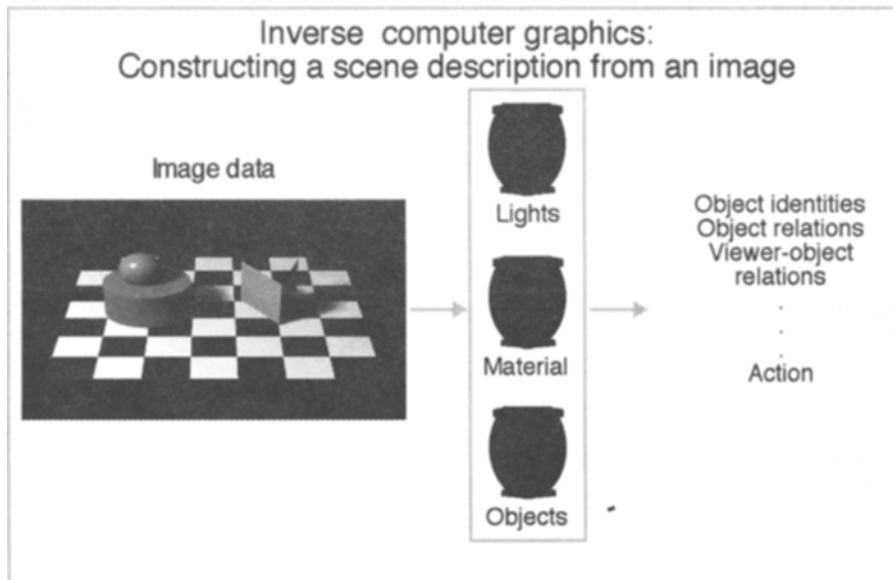 Inverse computer graphics:
Constructing a scene description from an image
Image data
Lights
Material
Objects
Object identities
Object relations
Viewer-object
relations
.
.
.
Action